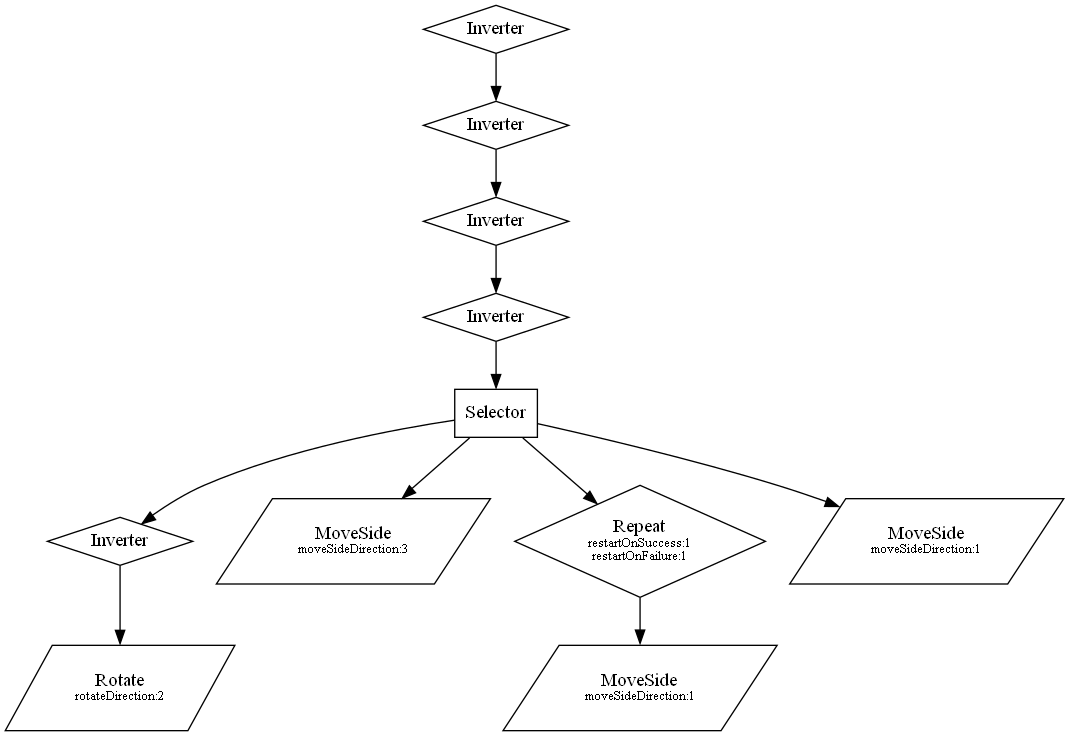 Inverter
Inverter
Inverter
Inverter
Selector
Inverter
MoveSide
moveSideDirection:3
Repeat
restartOnSuccess:1
restartOnFailure:1
MoveSide
moveSideDirection:1
Rotate
rotateDirection:2
MoveSide
moveSideDirection:1